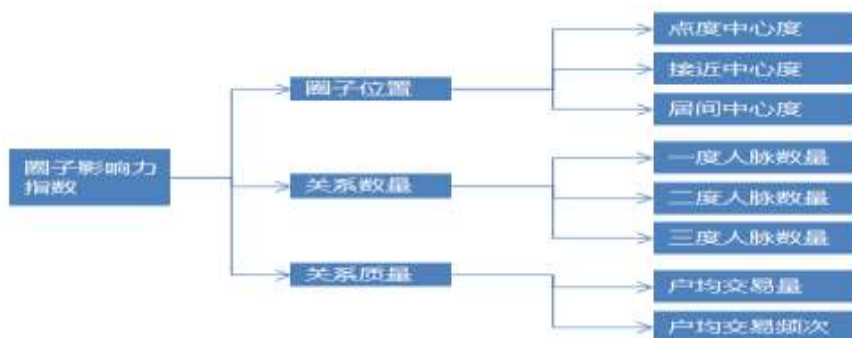 圈子影响力
指数
圈子位置
点度中心度
接近中心度
居间中心度
关系数量
一度人脉数量
二度人脉数量
三度人脉数量
关系质量
户均交易量
户均交易频次